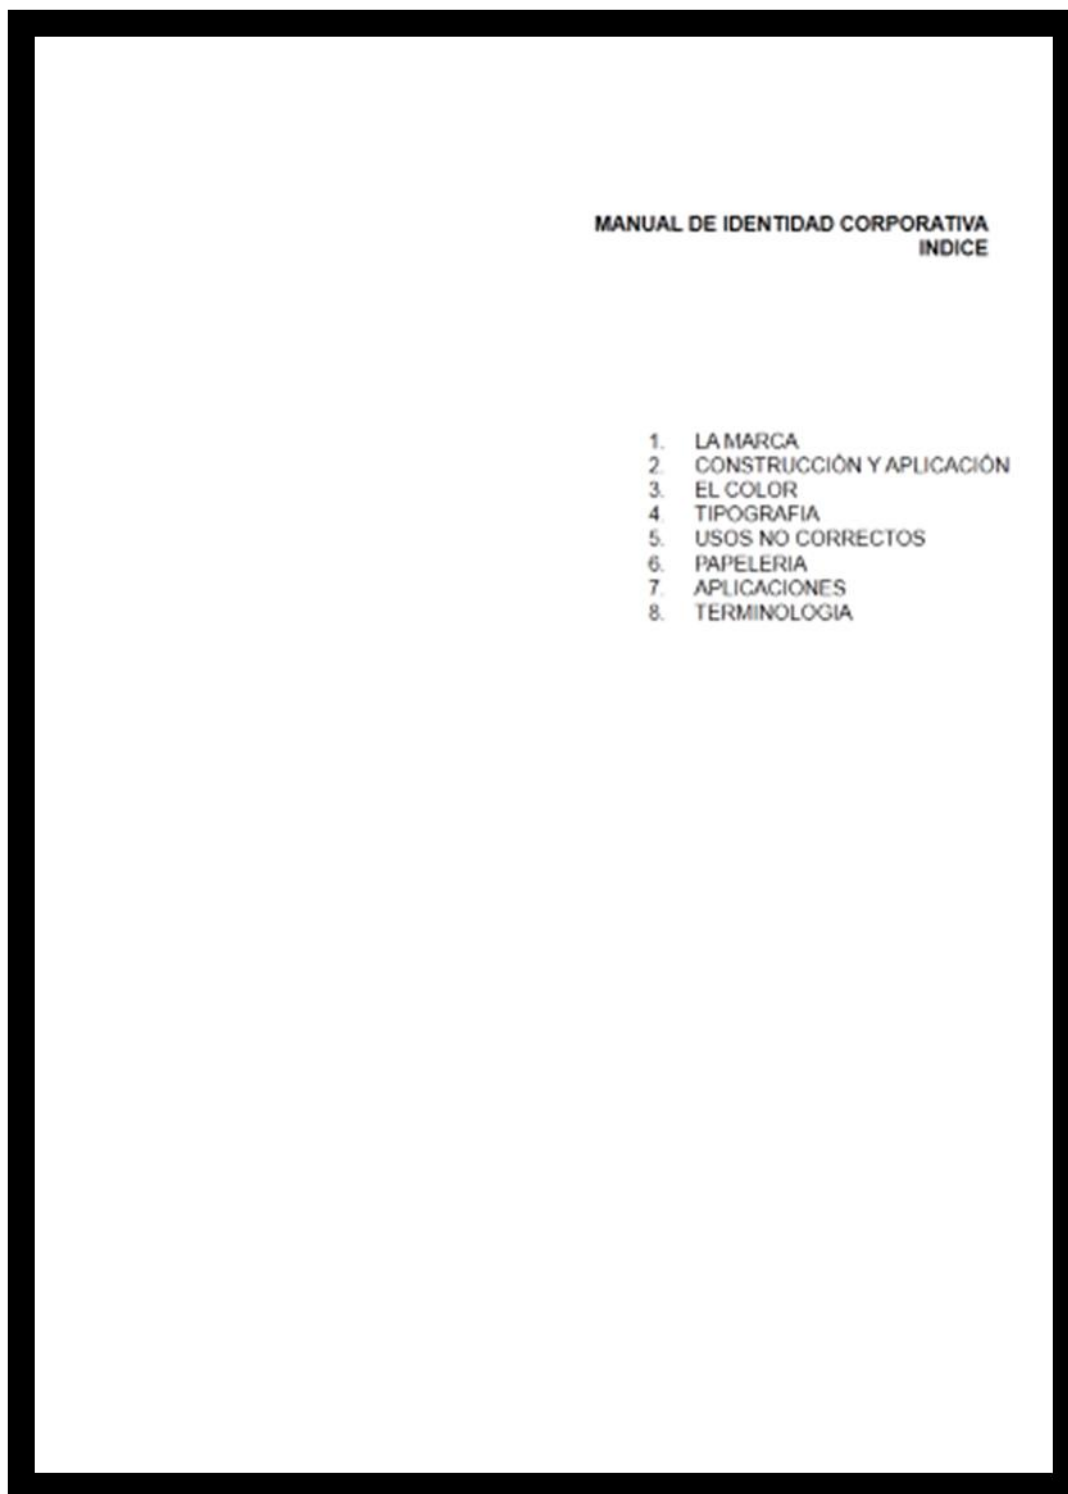 MANUAL DE IDENTIDAD CORPORATIVA
INDICE
1. LA MARCA
2. CONSTRUCCIÓN Y APLICACIÓN
3. EL COLOR
4. TIPOGRAFIA
5. USOS NO CORRECTOS
6. PAPELERIA
7. APLICACIONES
8. TERMINOLOGIA